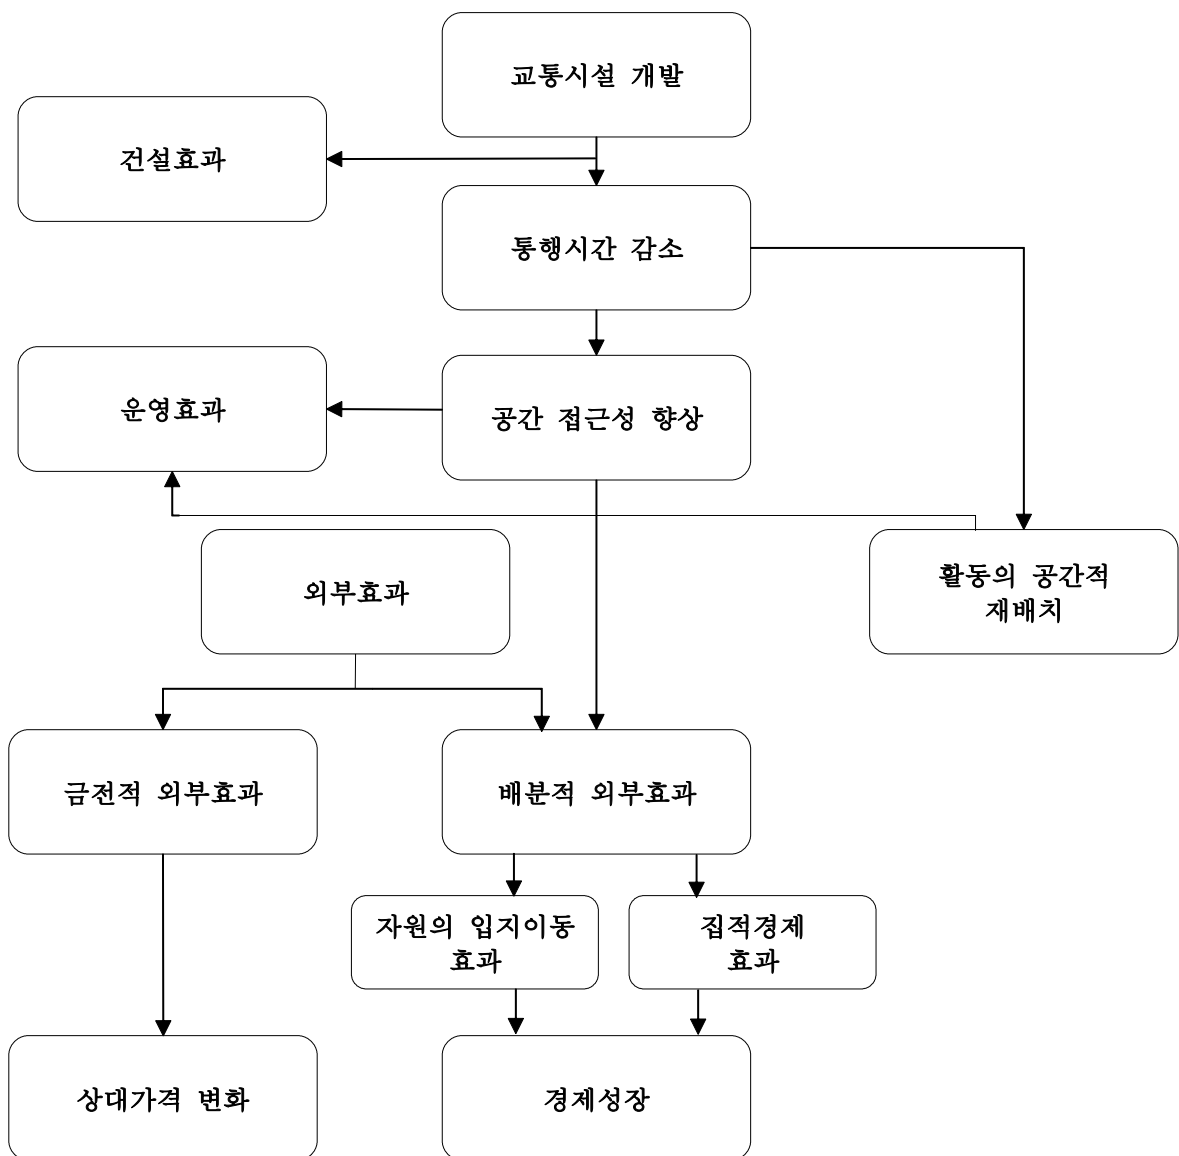 교통시설 개발
건설효과
통행시간 감소
운영효과
공간 접근성 향상
외부효과
활동의 공간적
재배치
금전적 외부효과
배분적 외부효과
자원의 입지이동
효과
집적경제
효과
상대가격 변화
경제성장